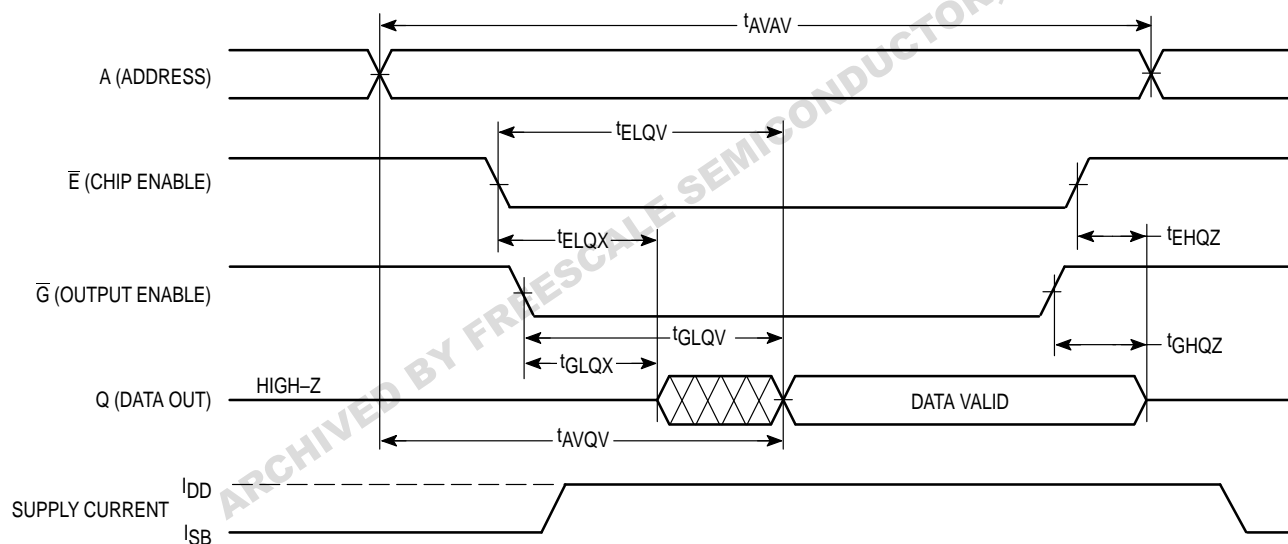 tAVAV
A (ADDRESS)
tELQV
E̅ (CHIP ENABLE)
tELQX
tEHQZ
G̅ (OUTPUT ENABLE)
tGLQV
tGHQZ
tGLQX
HIGH–Z
Q (DATA OUT)
DATA VALID
tAVQV
IDD
SUPPLY CURRENT
ISB
ARCHIVED BY FREESCALE SEMICONDUCTOR,